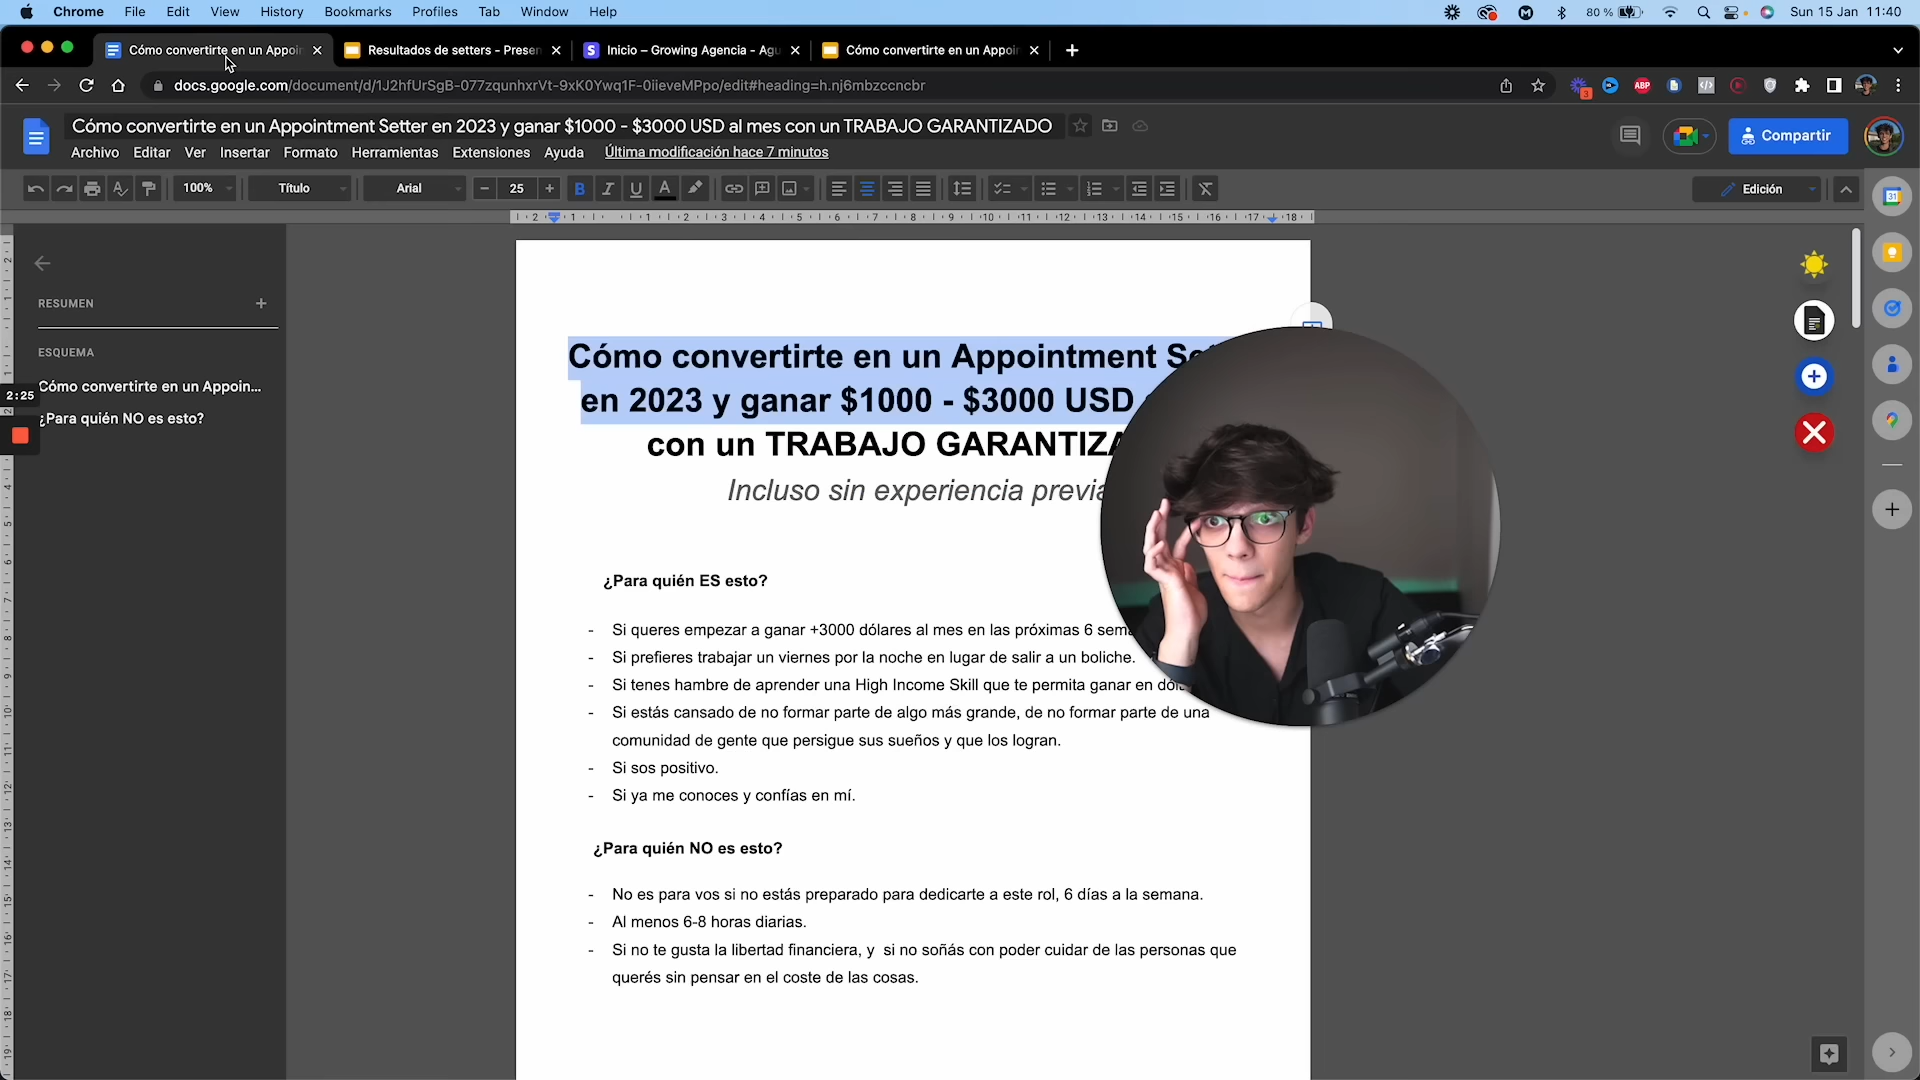 Chrome File Edit View History Bookmarks Profiles Tab Window Help 80 % Sun 15 Jan 11:40
Cómo convertirte en un Appoin Resultados de setters - Presen Inicio – Growing Agencia - Agu Cómo convertirte en un Appoin
docs.google.com/document/d/1J2hfUrSgB-077zqunhxrVt-9xK0Ywq1F-0iieveMPpo/edit#heading=h.nj6mbzccncbr
3 ABP
Cómo convertirte en un Appointment Setter en 2023 y ganar $1000 - $3000 USD al mes con un TRABAJO GARANTIZADO
Compartir
Archivo Editar Ver Insertar Formato Herramientas Extensiones Ayuda Última modificación hace 7 minutos
100% Título Arial 25 B I U A Edición
31
RESUMEN
ESQUEMA
Cómo convertirte en un Appoin...
2:25
¿Para quién NO es esto?
Cómo convertirte en un Appointment
en 2023 y ganar $1000 - $3000 USD
con un TRABAJO
Incluso sin experiencia previa
¿Para quién ES esto?
- Si queres empezar a ganar +3000 dólares al mes en las próximas 6
- Si prefieres trabajar un viernes por la noche en lugar de salir a un boliche.
- Si tenes hambre de aprender una High Income Skill que te permita ganar en
- Si estás cansado de no formar parte de algo más grande, de no formar parte de una
comunidad de gente que persigue sus sueños y que los logran.
- Si sos positivo.
- Si ya me conoces y confías en mí.
¿Para quién NO es esto?
- No es para vos si no estás preparado para dedicarte a este rol, 6 días a la semana.
- Al menos 6-8 horas diarias.
- Si no te gusta la libertad financiera, y si no soñás con poder cuidar de las personas que
querés sin pensar en el coste de las cosas.